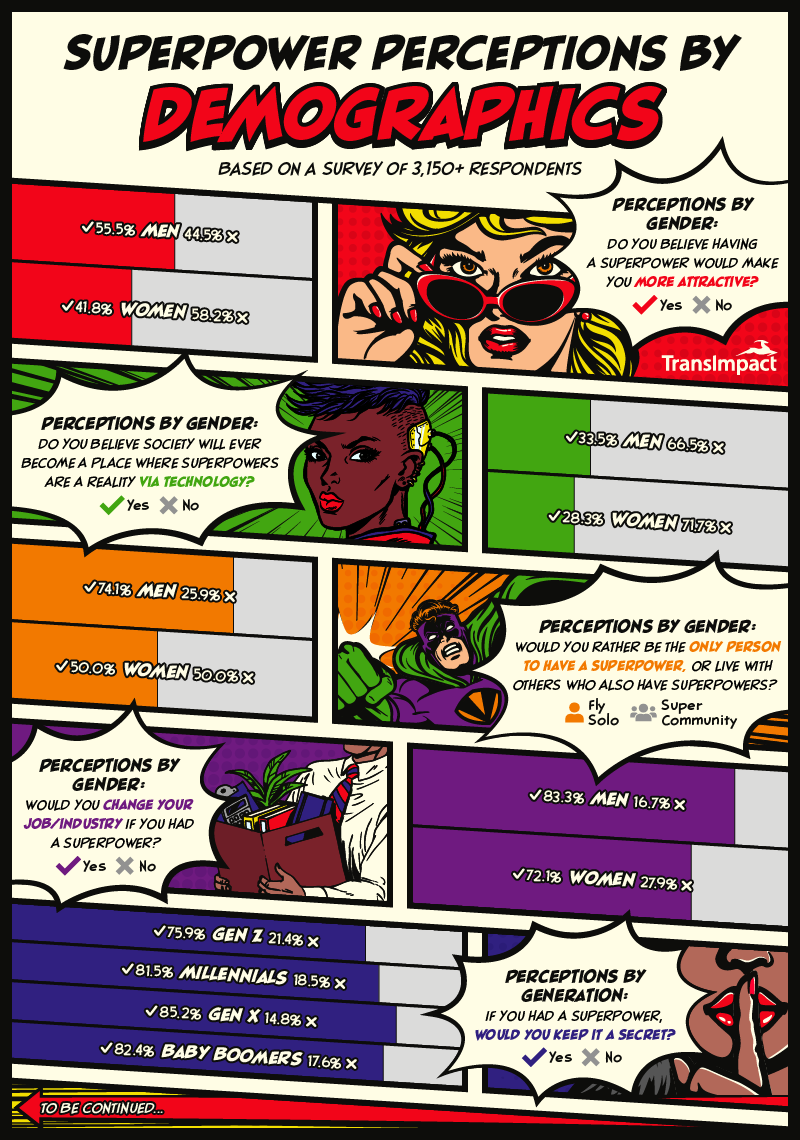 SUPERPOWER PERCEPTIONS BY
DEMOGRAPHICS
BASED ON A SURVEY OF 3,150+ RESPONDENTS
✓55.5% MEN 44.5% ×
✓41.8% WOMEN 58.2% ×
PERCEPTIONS BY
GENDER:
DO YOU BELIEVE HAVING
A SUPERPOWER WOULD MAKE
YOU MORE ATTRACTIVE?
✓ Yes × No
TransImpact
PERCEPTIONS BY GENDER:
DO YOU BELIEVE SOCIETY WILL EVER
BECOME A PLACE WHERE SUPERPOWERS
ARE A REALITY VIA TECHNOLOGY?
✓ Yes × No
✓33.5% MEN 66.5% ×
✓28.3% WOMEN 71.7% ×
✓74.1% MEN 25.9% ×
✓50.0% WOMEN 50.0% ×
PERCEPTIONS BY GENDER:
WOULD YOU RATHER BE THE ONLY PERSON
TO HAVE A SUPERPOWER, OR LIVE WITH
OTHERS WHO ALSO HAVE SUPERPOWERS?
Fly Super
Solo Community
PERCEPTIONS BY
GENDER:
WOULD YOU CHANGE YOUR
JOB/INDUSTRY IF YOU HAD
A SUPERPOWER?
✓ Yes × No
✓83.3% MEN 16.7% ×
✓72.1% WOMEN 27.9% ×
✓75.9% GEN Z 21.4% ×
✓81.5% MILLENNIALS 18.5% ×
✓85.2% GEN X 14.8% ×
✓82.4% BABY BOOMERS 17.6% ×
PERCEPTIONS BY
GENERATION:
IF YOU HAD A SUPERPOWER,
WOULD YOU KEEP IT A SECRET?
✓ Yes × No
TO BE CONTINUED...